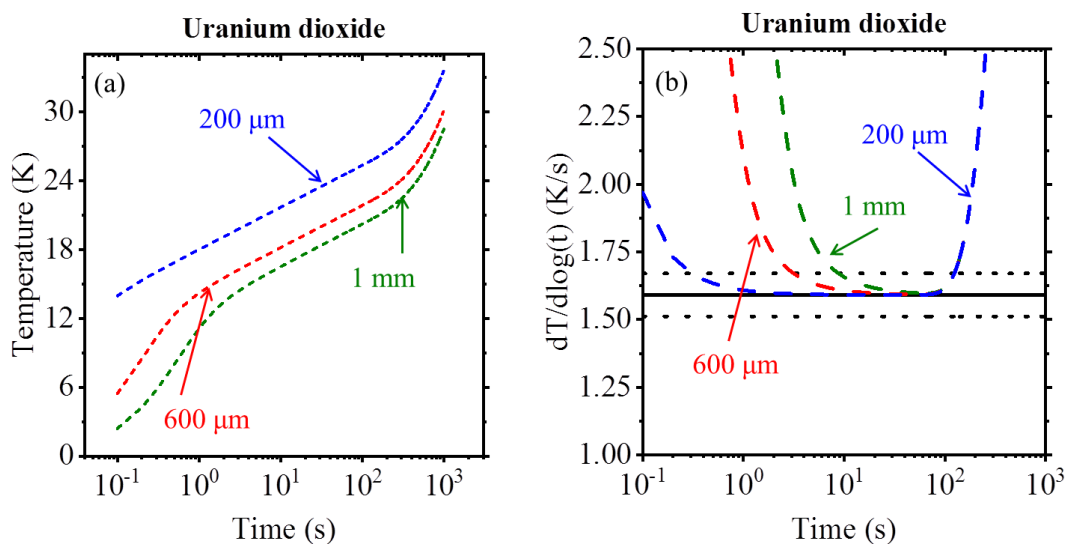 Uranium dioxide
(a)
Temperature (K)
30
24
18
12
6
0
200 μm
1 mm
600 μm
10⁻¹ 10⁰ 10¹ 10² 10³
Time (s)
Uranium dioxide
(b)
dT/dlog(t) (K/s)
2.50
2.25
2.00
1.75
1.50
1.25
1.00
200 μm
1 mm
600 μm
10⁻¹ 10⁰ 10¹ 10² 10³
Time (s)